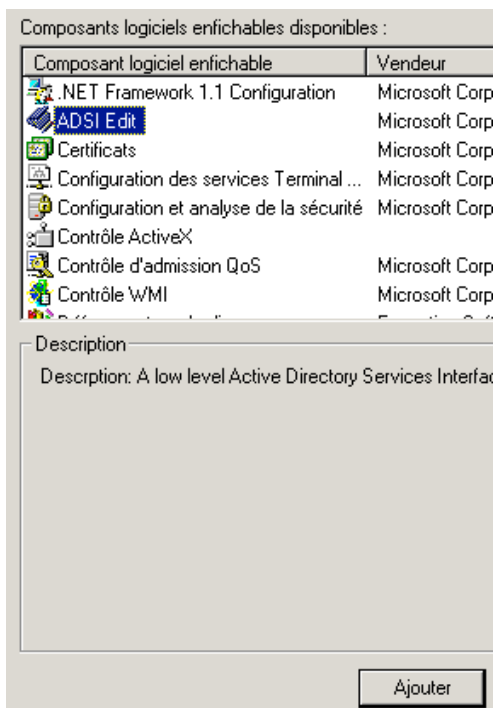 Composants logiciels enfichables disponibles :
Composant logiciel enfichable Vendeur
.NET Framework 1.1 Configuration Microsoft Corp
ADSI Edit
Certificats Microsoft Corp
Configuration des services Terminal ... Microsoft Corp
Configuration et analyse de la sécurité Microsoft Corp
Contrôle ActiveX
Contrôle d'admission QoS Microsoft Corp
Contrôle WMI Microsoft Corp
Description
Descrption: A low level Active Directory Services Interfac
Ajouter